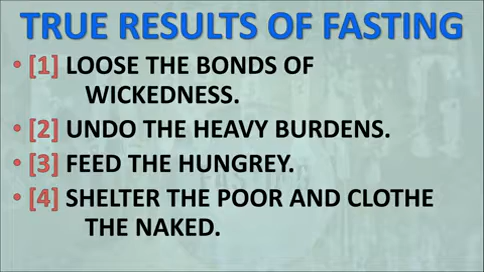 TRUE RESULTS OF FASTING
• [1] LOOSE THE BONDS OF
WICKEDNESS.
• [2] UNDO THE HEAVY BURDENS.
• [3] FEED THE HUNGREY.
• [4] SHELTER THE POOR AND CLOTHE
THE NAKED.
FASTING